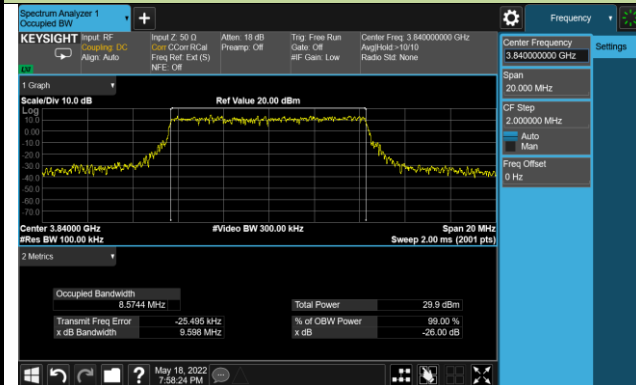 Spectrum Analyzer 1
Occupied BW
Frequency
KEYSIGHT
Input: RF
Coupling: DC
Align: Auto
Input Z: 50 Ω
Corr CCorr RCal
Freq Ref: Ext (S)
NFE: Off
Atten: 18 dB
Preamp: Off
Trig: Free Run
Gate: Off
#IF Gain: Low
Center Freq: 3.840000000 GHz
Avg|Hold:>10/10
Radio Std: None
Center Frequency
3.840000000 GHz
Settings
Span
20.000 MHz
CF Step
2.000000 MHz
Auto
Man
Freq Offset
0 Hz
1 Graph
Scale/Div 10.0 dB
Ref Value 20.00 dBm
Log
10.0
0.00
-10.0
-20.0
-30.0
-40.0
-50.0
-60.0
-70.0
Center 3.84000 GHz
#Video BW 300.00 kHz
Span 20 MHz
#Res BW 100.00 kHz
Sweep 2.00 ms (2001 pts)
2 Metrics
Occupied Bandwidth
8.5744 MHz
Total Power 29.9 dBm
Transmit Freq Error -25.495 kHz
% of OBW Power 99.00 %
x dB Bandwidth 9.598 MHz
x dB -26.00 dB
May 18, 2022
7:58:24 PM